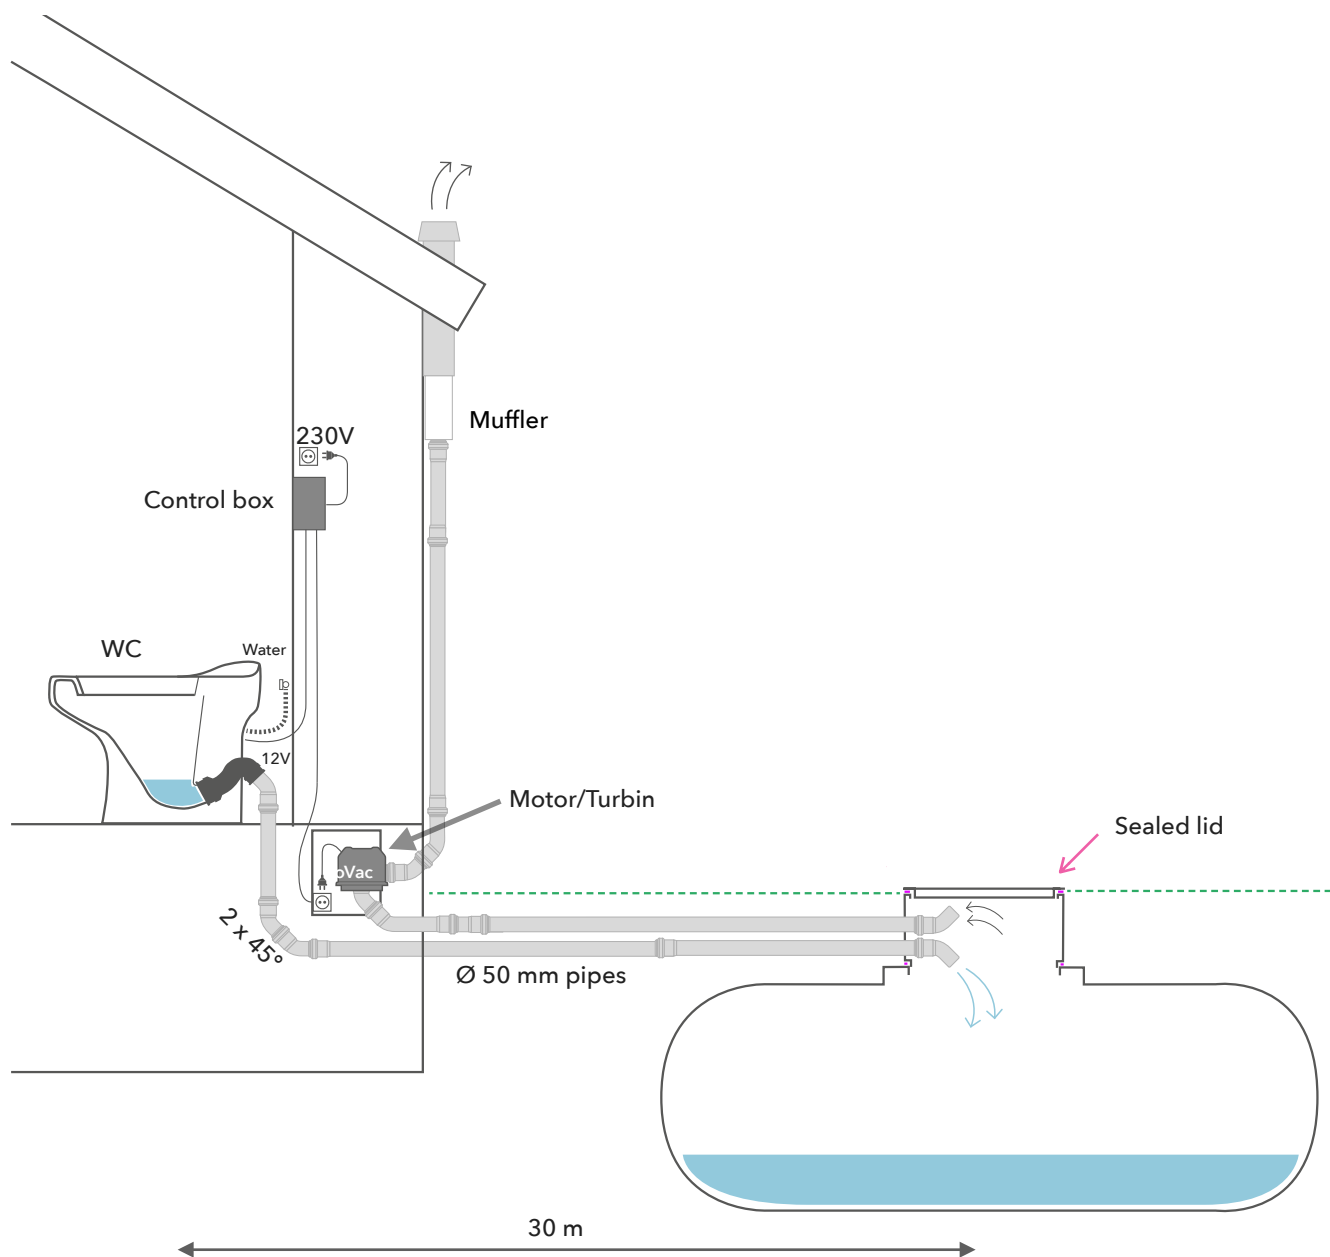 Muffler
230V
Control box
WC
Water
12V
Motor/Turbin
Sealed lid
oVac
2 x 45°
Ø 50 mm pipes
30 m